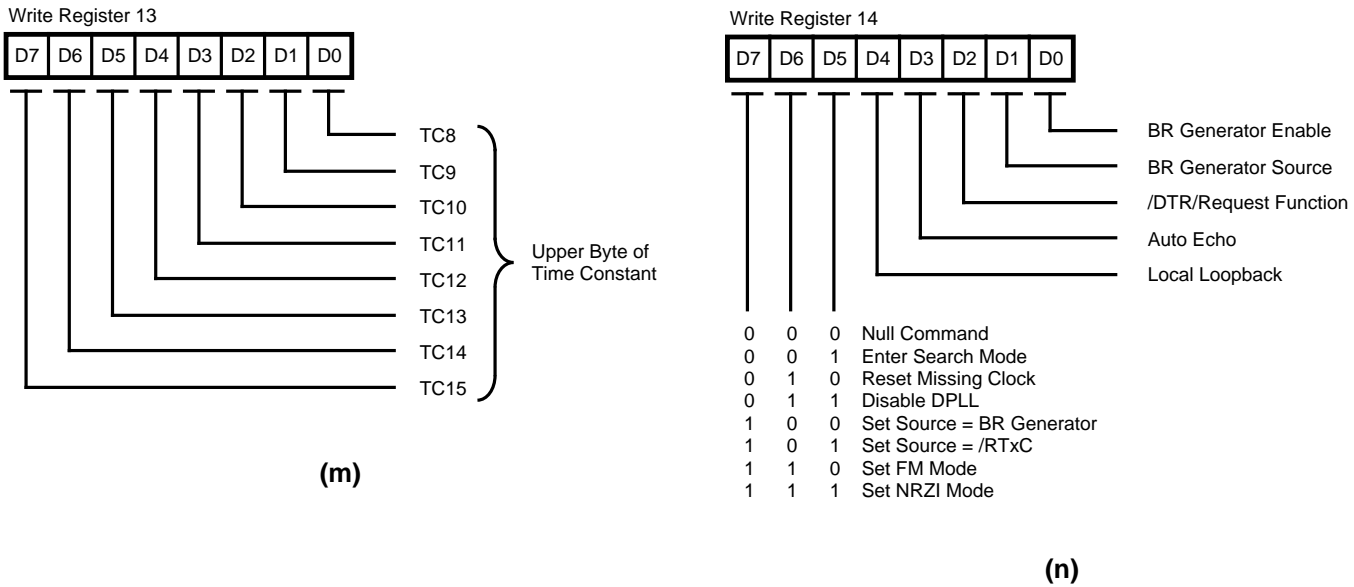 Write Register 13
D7 D6 D5 D4 D3 D2 D1 D0
TC8
TC9
TC10
TC11
TC12
TC13
TC14
TC15
Upper Byte of
Time Constant
(m)
Write Register 14
D7 D6 D5 D4 D3 D2 D1 D0
BR Generator Enable
BR Generator Source
/DTR/Request Function
Auto Echo
Local Loopback
0 0 0 Null Command
0 0 1 Enter Search Mode
0 1 0 Reset Missing Clock
0 1 1 Disable DPLL
1 0 0 Set Source = BR Generator
1 0 1 Set Source = /RTxC
1 1 0 Set FM Mode
1 1 1 Set NRZI Mode
(n)